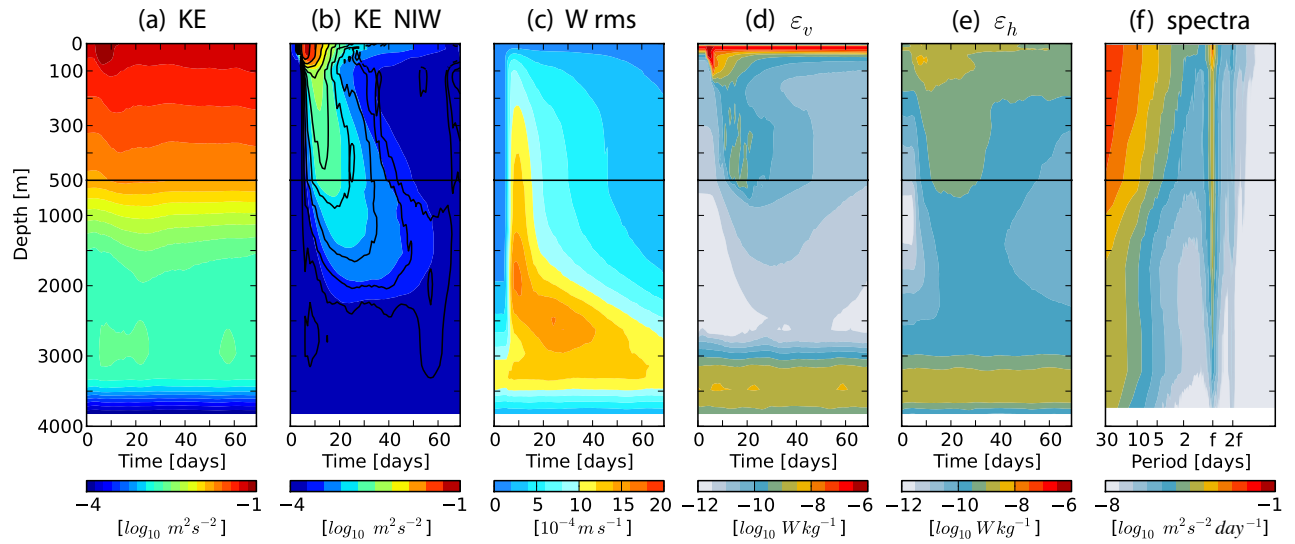 (a) KE
(b) KE NIW
(c) W rms
(d) εv
(e) εh
(f) spectra
Depth [m]
0
100
300
500
1000
2000
3000
4000
0 20 40 60
Time [days]
0 20 40 60
Time [days]
0 20 40 60
Time [days]
0 20 40 60
Time [days]
0 20 40 60
Time [days]
30 10 5 2 f 2f
Period [days]
−4 −1
[log10 m²s⁻²]
−4 −1
[log10 m²s⁻²]
0 5 10 15 20
[10⁻⁴ m s⁻¹]
−12 −10 −8 −6
[log10 W kg⁻¹]
−12 −10 −8 −6
[log10 W kg⁻¹]
−8 −1
[log10 m²s⁻² day⁻¹]